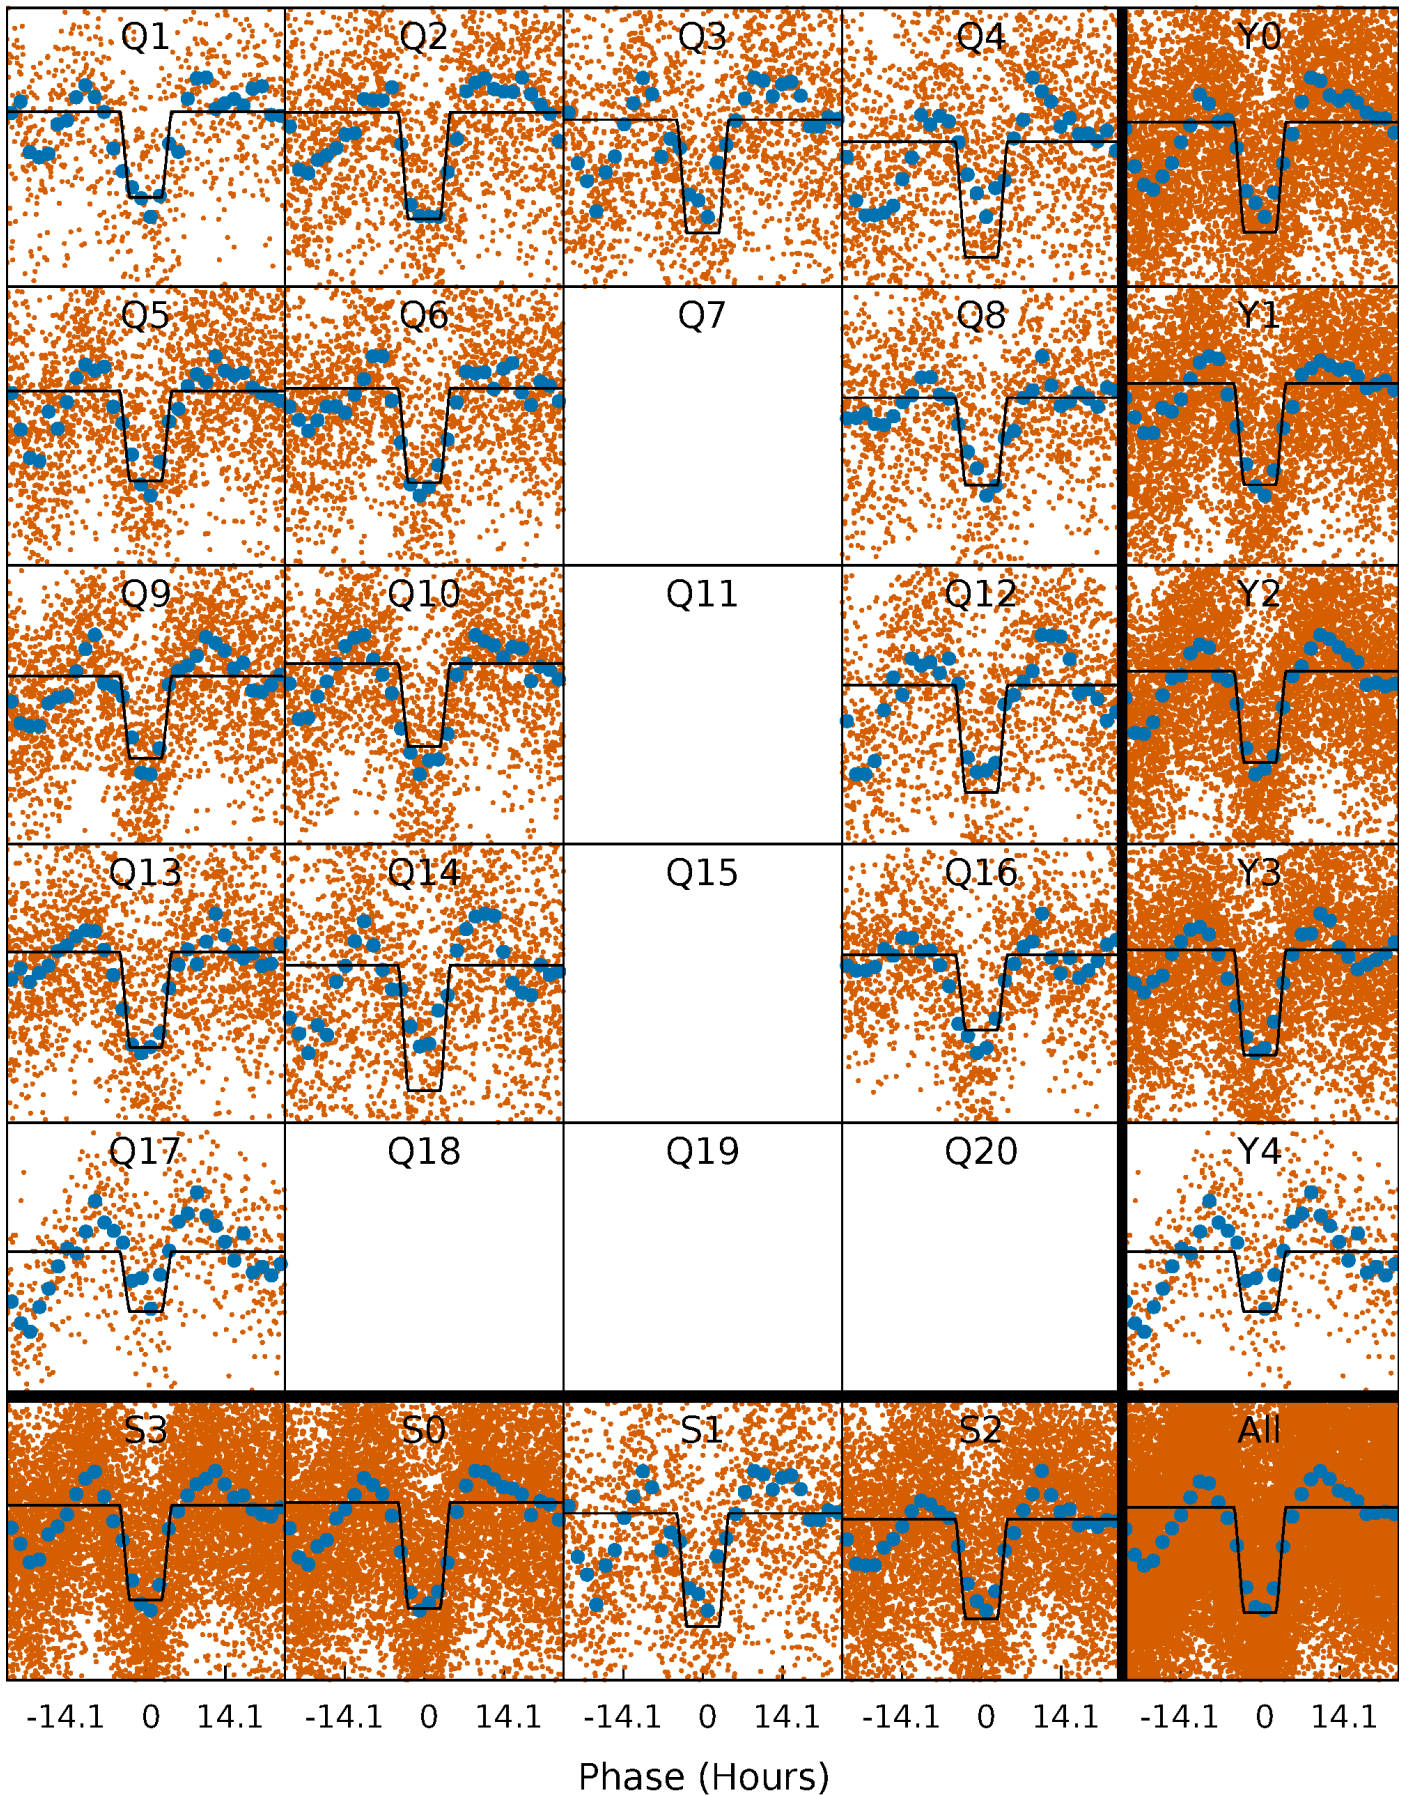 Q1 Q2 Q3 Q4 Y0
Q5 Q6 Q7 Q8 Y1
Q9 Q10 Q11 Q12 Y2
Q13 Q14 Q15 Q16 Y3
Q17 Q18 Q19 Q20 Y4
S3 S0 S1 S2 All
-14.1 0 14.1 -14.1 0 14.1 -14.1 0 14.1 -14.1 0 14.1 -14.1 0 14.1
Phase (Hours)